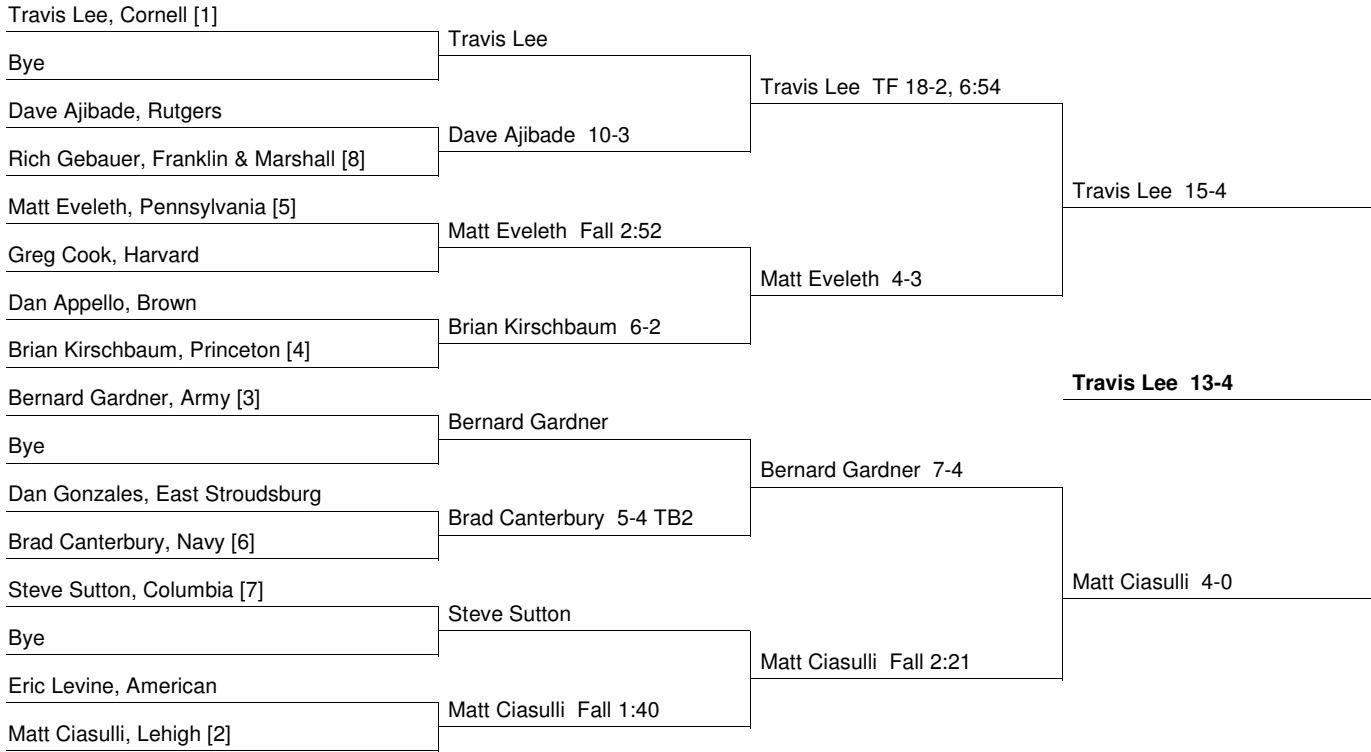 Travis Lee, Cornell [1]
Bye
Dave Ajibade, Rutgers
Rich Gebauer, Franklin & Marshall [8]
Matt Eveleth, Pennsylvania [5]
Greg Cook, Harvard
Dan Appello, Brown
Brian Kirschbaum, Princeton [4]
Bernard Gardner, Army [3]
Bye
Dan Gonzales, East Stroudsburg
Brad Canterbury, Navy [6]
Steve Sutton, Columbia [7]
Bye
Eric Levine, American
Matt Ciasulli, Lehigh [2]
Travis Lee
Dave Ajibade 10-3
Matt Eveleth Fall 2:52
Brian Kirschbaum 6-2
Bernard Gardner
Brad Canterbury 5-4 TB2
Steve Sutton
Matt Ciasulli Fall 1:40
Travis Lee TF 18-2, 6:54
Matt Eveleth 4-3
Bernard Gardner 7-4
Matt Ciasulli Fall 2:21
Travis Lee 15-4
Travis Lee 13-4
Matt Ciasulli 4-0